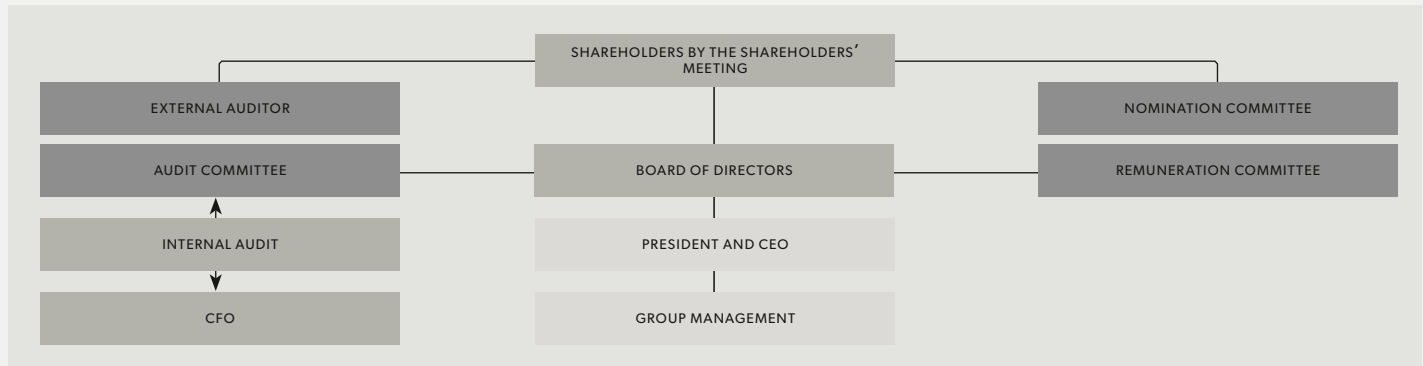 SHAREHOLDERS BY THE SHAREHOLDERS’
MEETING
EXTERNAL AUDITOR
NOMINATION COMMITTEE
AUDIT COMMITTEE
BOARD OF DIRECTORS
REMUNERATION COMMITTEE
INTERNAL AUDIT
PRESIDENT AND CEO
CFO
GROUP MANAGEMENT